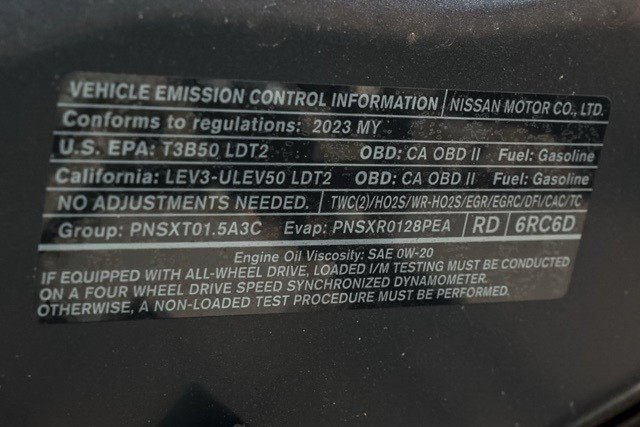 VEHICLE EMISSION CONTROL INFORMATION NISSAN MOTOR CO., LTD.
Conforms to regulations: 2023 MY
U.S. EPA: T3B50 LDT2 OBD: CA OBD II Fuel: Gasoline
California: LEV3-ULEV50 LDT2 OBD: CA OBD II Fuel: Gasoline
NO ADJUSTMENTS NEEDED. TWC(2)/HO2S/WR-HO2S/EGR/EGRC/DFI/CAC/TC
Group: PNSXT01.5A3C Evap: PNSXR0128PEA RD 6RC6D
Engine Oil Viscosity: SAE 0W-20
IF EQUIPPED WITH ALL-WHEEL DRIVE, LOADED I/M TESTING MUST BE CONDUCTED
ON A FOUR WHEEL DRIVE SPEED SYNCHRONIZED DYNAMOMETER.
OTHERWISE, A NON-LOADED TEST PROCEDURE MUST BE PERFORMED.